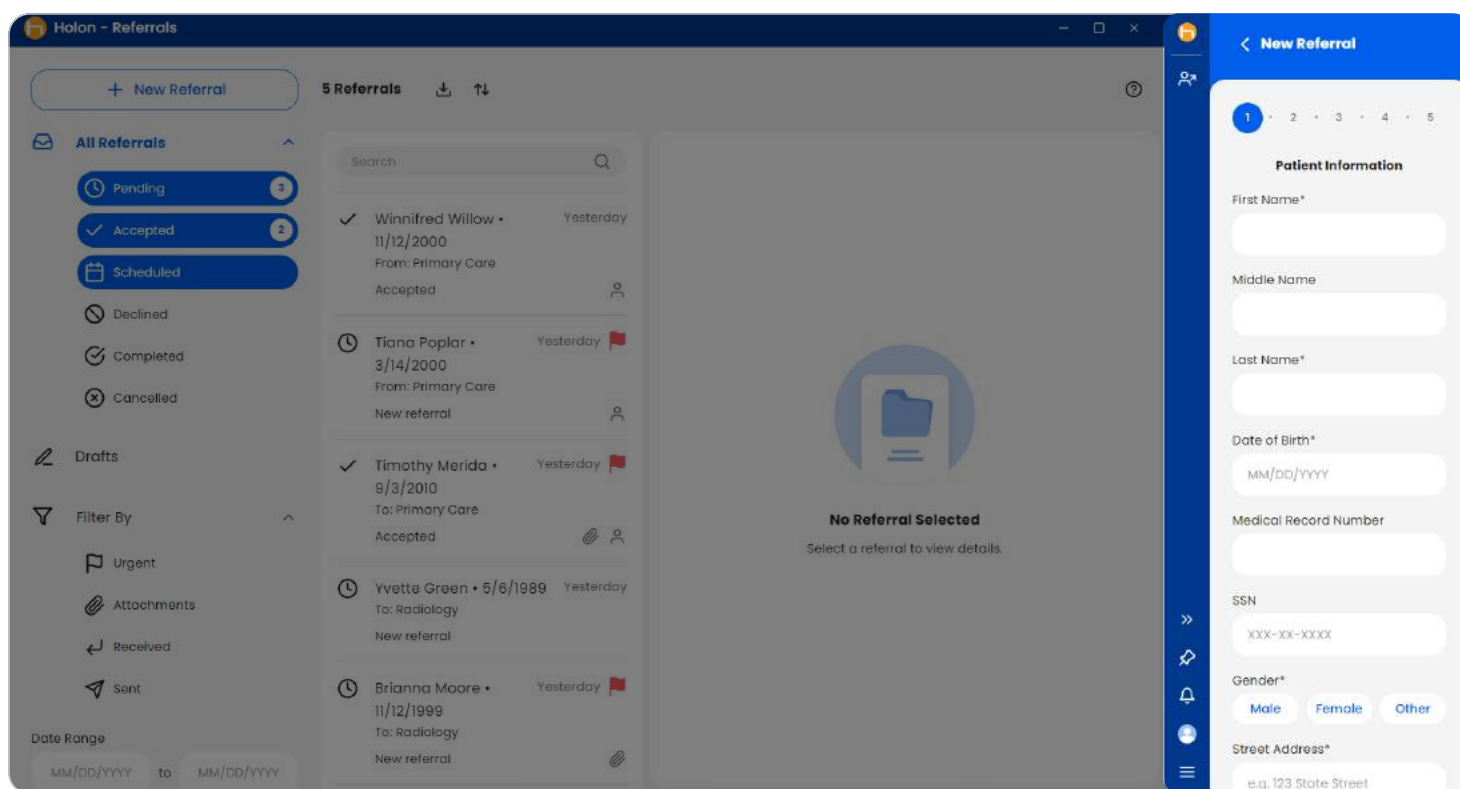 Holon - Referrals
+ New Referral
All Referrals
Pending 3
Accepted 2
Scheduled
Declined
Completed
Cancelled
Drafts
Filter By
Urgent
Attachments
Received
Sent
Date Range
MM/DD/YYYY to MM/DD/YYYY
5 Referrals
Search
Winnifred Willow • Yesterday
11/12/2000
From: Primary Care
Accepted
Tiana Poplar • Yesterday
3/14/2000
From: Primary Care
New referral
Timothy Merida • Yesterday
9/3/2010
To: Primary Care
Accepted
Yvette Green • 5/6/1989 Yesterday
To: Radiology
New referral
Brianna Moore • Yesterday
11/12/1999
To: Radiology
New referral
No Referral Selected
Select a referral to view details.
New Referral
1 • 2 • 3 • 4 • 5
Patient Information
First Name*
Middle Name
Last Name*
Date of Birth*
MM/DD/YYYY
Medical Record Number
SSN
XXX-XX-XXXX
Gender*
Male Female Other
Street Address*
e.g. 123 State Street